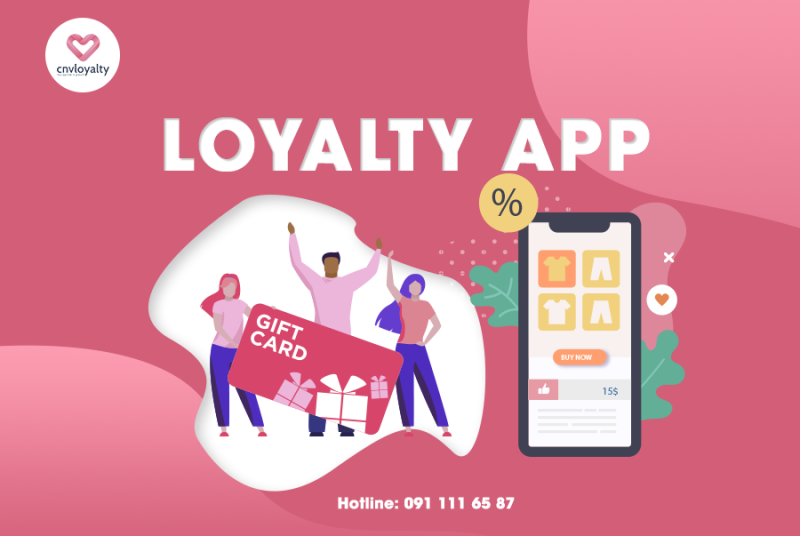 cnvloyalty
LOYALTY APP
%
GIFT
CARD
BUY NOW
15$
Hotline: 091 111 65 87